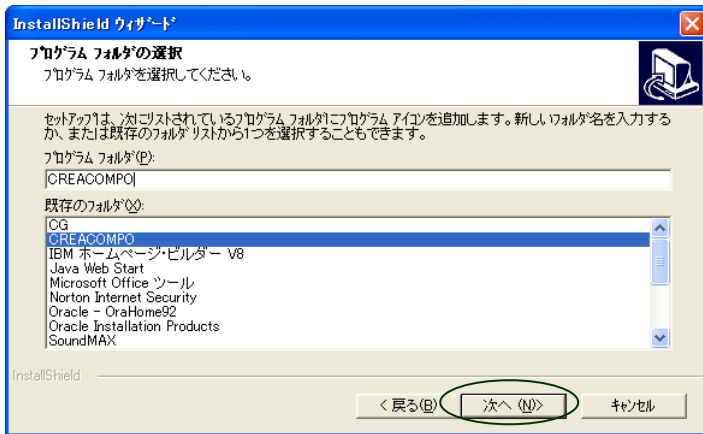 InstallShield ウィザード
プログラム フォルダの選択
プログラム フォルダを選択してください。
セットアップは、次にリストされているプログラム フォルダにプログラム アイコンを追加します。新しいフォルダ名を入力する
か、または既存のフォルダ リストから1つを選択することもできます。
プログラム フォルダ(P):
CREACOMPO
既存のフォルダ(X):
CG
CREACOMPO
IBM ホームページ・ビルダー V8
Java Web Start
Microsoft Office ツール
Norton Internet Security
Oracle - OraHome92
Oracle Installation Products
SoundMAX
InstallShield
< 戻る(B) 次へ (N)> キャンセル